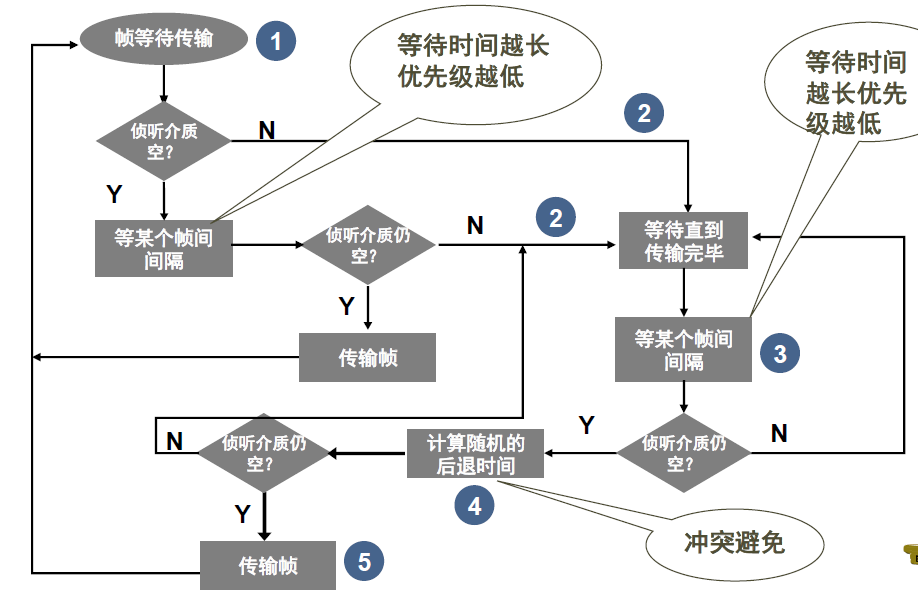 帧等待传输
1
等待时间越长
优先级越低
等待时间
越长优先
级越低
2
侦听介质
空?
N
Y
等某个帧间
间隔
侦听介质仍
空?
N
2
等待直到
传输完毕
Y
传输帧
等某个帧间
间隔
3
N
侦听介质仍
空?
计算随机的
后退时间
4
Y
侦听介质仍
空?
N
Y
冲突避免
传输帧
5